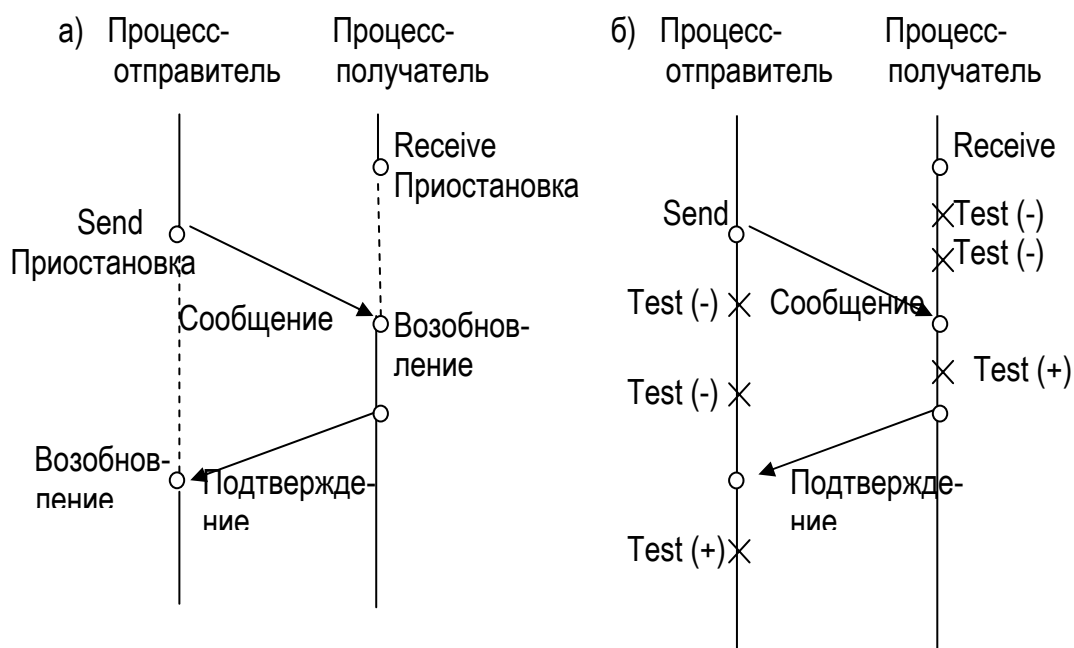 а) Процесс-
отправитель
Процесс-
получатель
Receive
Приостановка
Send
Приостановка
Сообщение
Возобнов-
ление
Возобнов-
ление
Подтвержде-
ние
б) Процесс-
отправитель
Процесс-
получатель
Receive
Send
Test (-)
Test (-)
Test (-)
Сообщение
Test (+)
Test (-)
Подтвержде-
ние
Test (+)